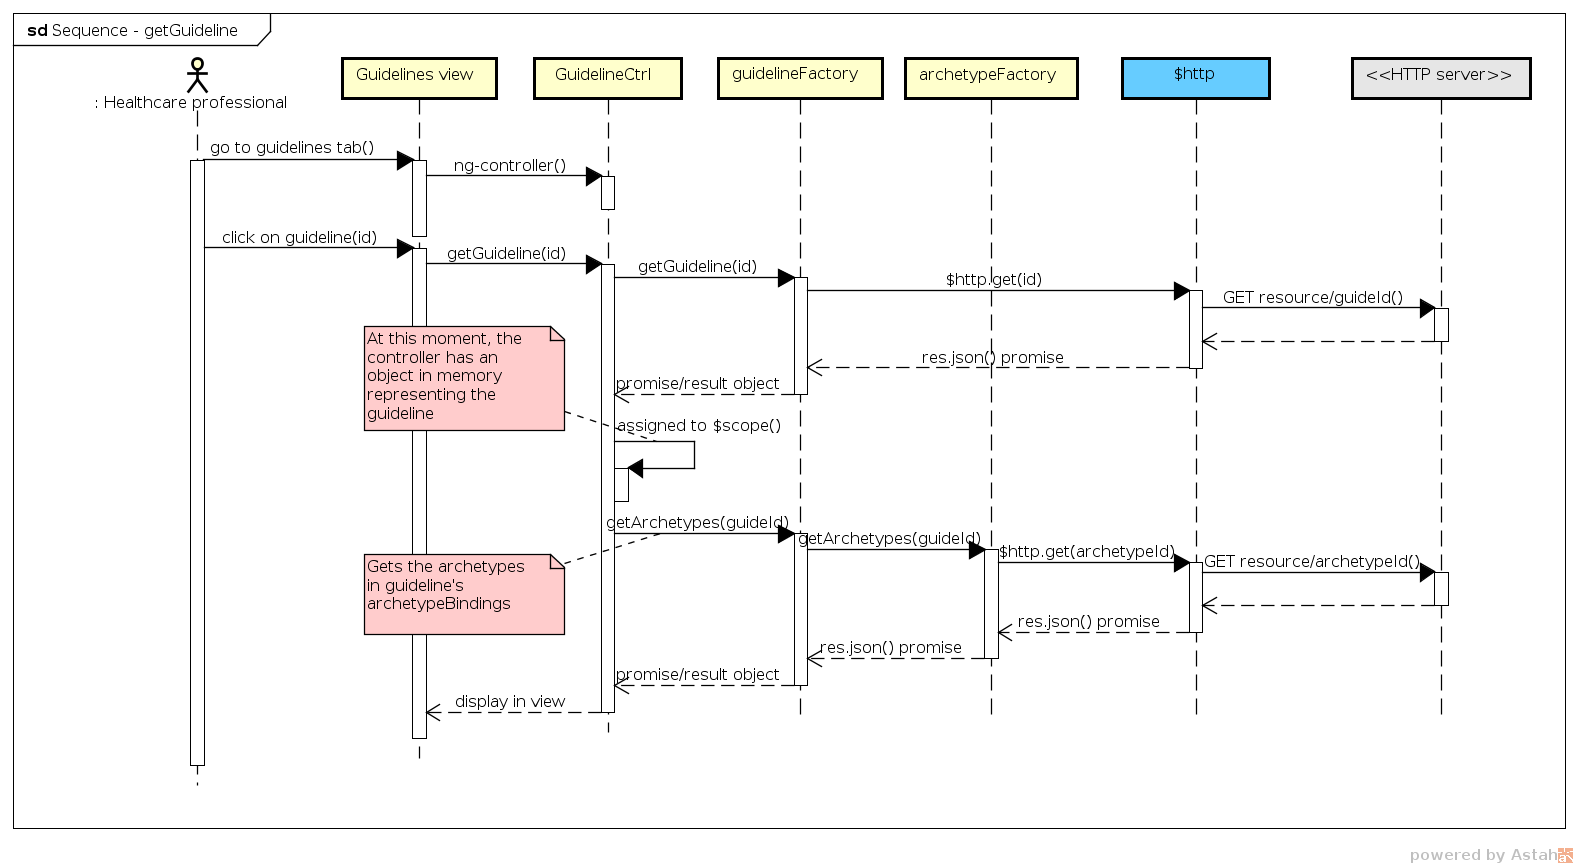 sd Sequence - getGuideline
: Healthcare professional
Guidelines view
GuidelineCtrl
guidelineFactory
archetypeFactory
$http
<<HTTP server>>
go to guidelines tab()
ng-controller()
click on guideline(id)
getGuideline(id)
getGuideline(id)
$http.get(id)
GET resource/guideId()
At this moment, the
controller has an
object in memory
representing the
guideline
res.json() promise
promise/result object
assigned to $scope()
getArchetypes(guideId)
getArchetypes(guideId)
$http.get(archetypeId)
GET resource/archetypeId()
Gets the archetypes
in guideline's
archetypeBindings
res.json() promise
res.json() promise
promise/result object
display in view
powered by Astah